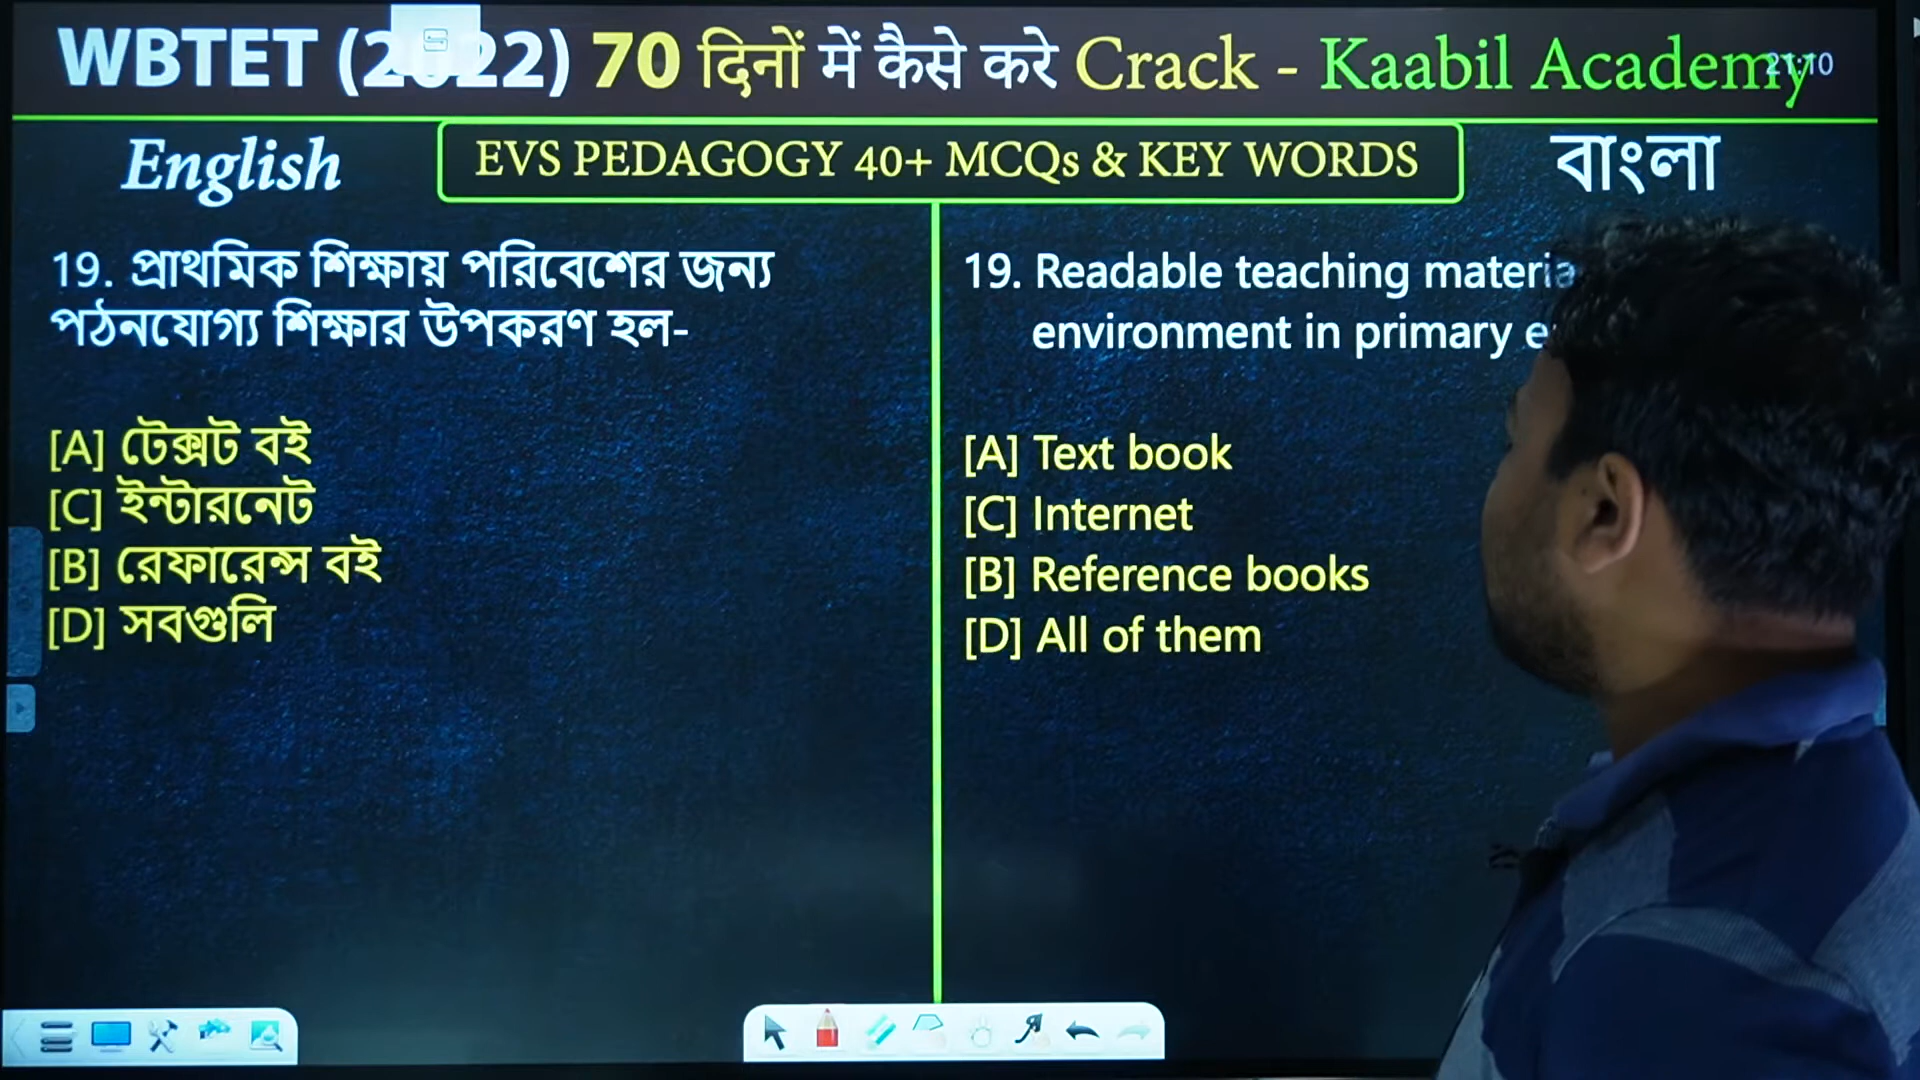 WBTET (2022) 70 दिनों में कैसे करे Crack - Kaabil Academy
21:10
English
EVS PEDAGOGY 40+ MCQs & KEY WORDS
বাংলা
19. প্রাথমিক শিক্ষায় পরিবেশের জন্য
পঠনযোগ্য শিক্ষার উপকরণ হল-
[A] টেক্সট বই
[C] ইন্টারনেট
[B] রেফারেন্স বই
[D] সবগুলি
19. Readable teaching
environment in primary
[A] Text book
[C] Internet
[B] Reference books
[D] All of them